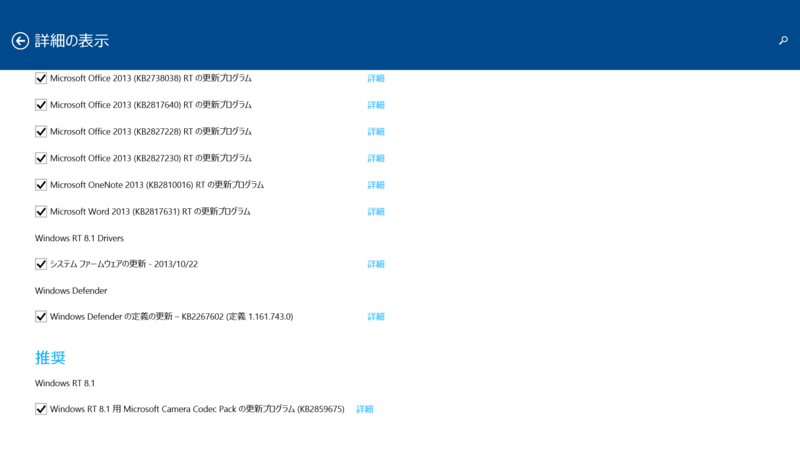 詳細の表示
Microsoft Office 2013 (KB2738038) RT の更新プログラム 詳細
Microsoft Office 2013 (KB2817640) RT の更新プログラム 詳細
Microsoft Office 2013 (KB2827228) RT の更新プログラム 詳細
Microsoft Office 2013 (KB2827230) RT の更新プログラム 詳細
Microsoft OneNote 2013 (KB2810016) RT の更新プログラム 詳細
Microsoft Word 2013 (KB2817631) RT の更新プログラム 詳細
Windows RT 8.1 Drivers
システム ファームウェアの更新 - 2013/10/22 詳細
Windows Defender
Windows Defender の定義の更新 – KB2267602 (定義 1.161.743.0) 詳細
推奨
Windows RT 8.1
Windows RT 8.1 用 Microsoft Camera Codec Pack の更新プログラム (KB2859675) 詳細